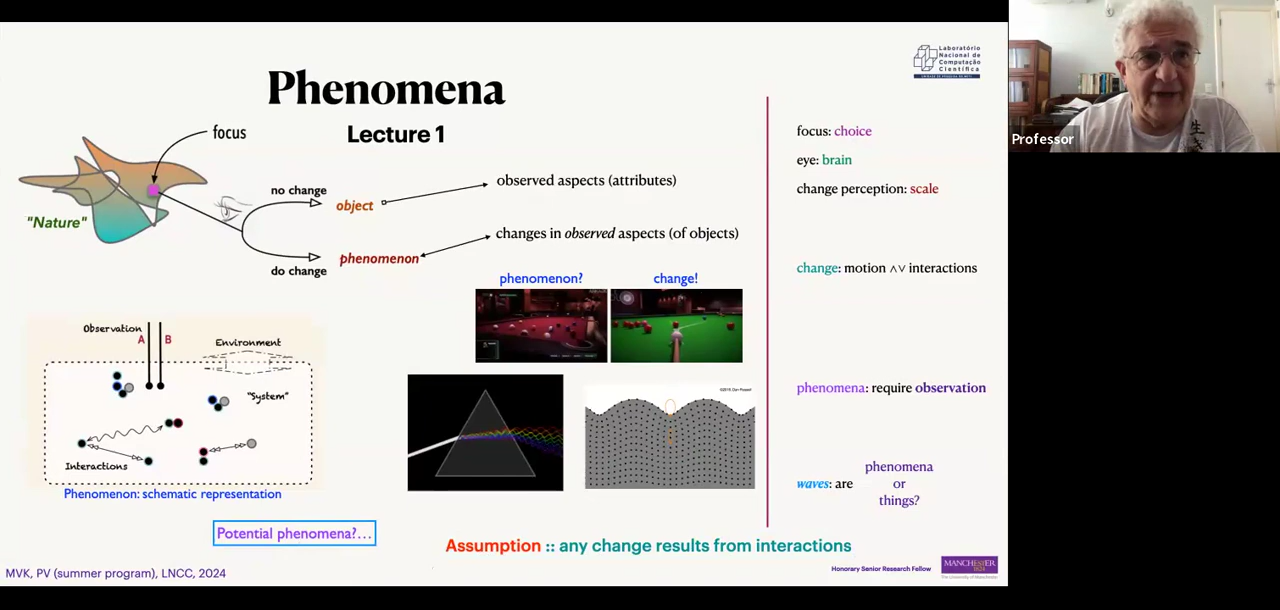 Phenomena
Lecture 1
Laboratório
Nacional de
Computação
Científica
focus
"Nature"
no change
object
observed aspects (attributes)
do change
phenomenon
changes in observed aspects (of objects)
phenomenon?
change!
Observation
A
B
Environment
"System"
Interactions
Phenomenon: schematic representation
Potential phenomena?...
Assumption :: any change results from interactions
focus: choice
eye: brain
change perception: scale
change: motion ∧∨ interactions
phenomena: require observation
waves: are
phenomena
or
things?
MVK, PV (summer program), LNCC, 2024
Honorary Senior Research Fellow
MANCHESTER
1824
The University of Manchester
Professor
生